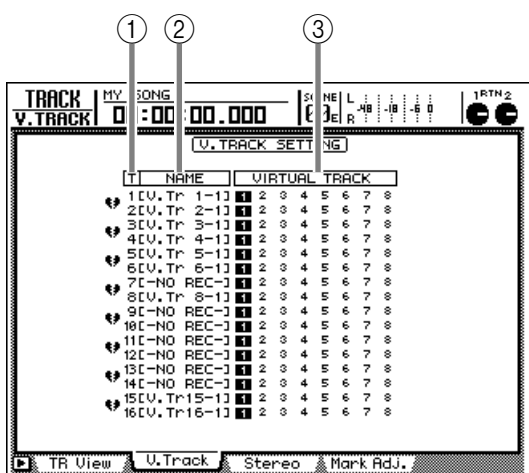 ① ② ③
TRACK MY SONG SCENE L -48 -18 -6 0 1RTN2
V.TRACK 00:00:00.000 00E R
V.TRACK SETTING
T NAME VIRTUAL TRACK
1[V.Tr 1-1] 1 2 3 4 5 6 7 8
2[V.Tr 2-1] 1 2 3 4 5 6 7 8
3[V.Tr 3-1] 1 2 3 4 5 6 7 8
4[V.Tr 4-1] 1 2 3 4 5 6 7 8
5[V.Tr 5-1] 1 2 3 4 5 6 7 8
6[V.Tr 6-1] 1 2 3 4 5 6 7 8
7[-NO REC-] 1 2 3 4 5 6 7 8
8[V.Tr 8-1] 1 2 3 4 5 6 7 8
9[-NO REC-] 1 2 3 4 5 6 7 8
10[-NO REC-] 1 2 3 4 5 6 7 8
11[-NO REC-] 1 2 3 4 5 6 7 8
12[-NO REC-] 1 2 3 4 5 6 7 8
13[-NO REC-] 1 2 3 4 5 6 7 8
14[-NO REC-] 1 2 3 4 5 6 7 8
15[V.Tr15-1] 1 2 3 4 5 6 7 8
16[V.Tr16-1] 1 2 3 4 5 6 7 8
TR View V.Track Stereo Mark Adj.